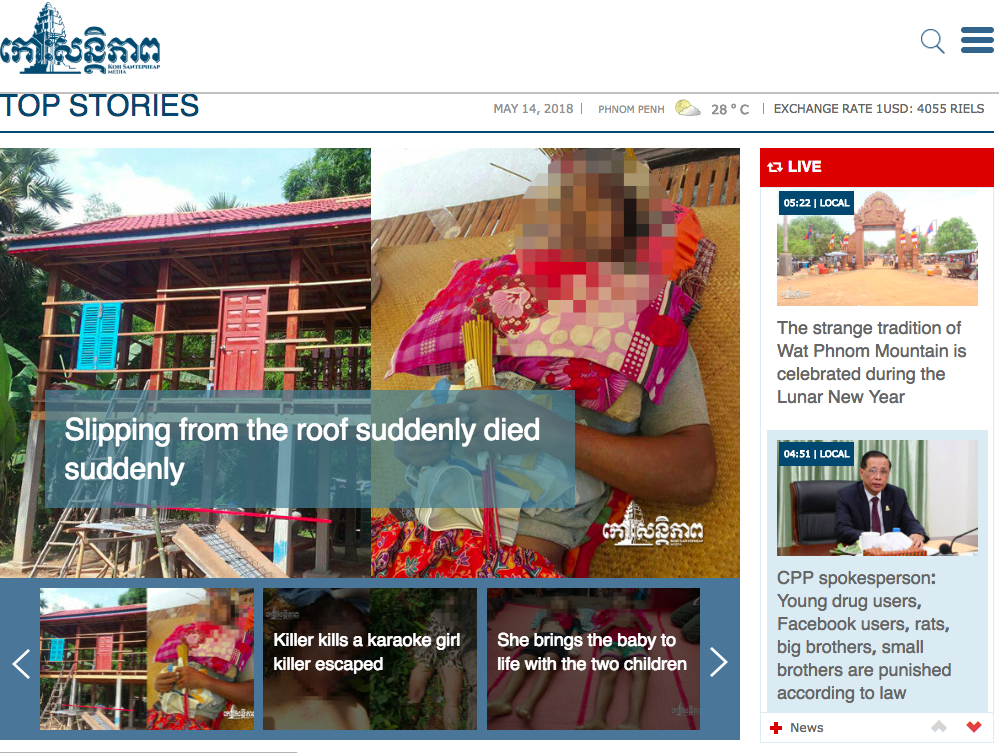 កោះសន្តិភាព
KOH SANTEPHEAP
MEDIA
TOP STORIES
MAY 14, 2018 | PHNOM PENH 28 ° C | EXCHANGE RATE 1USD: 4055 RIELS
LIVE
05:22 | LOCAL
The strange tradition of
Wat Phnom Mountain is
celebrated during the
Lunar New Year
04:51 | LOCAL
CPP spokesperson:
Young drug users,
Facebook users, rats,
big brothers, small
brothers are punished
according to law
News
Slipping from the roof suddenly died
suddenly
កោះសន្តិភាព
Killer kills a karaoke girl
killer escaped
She brings the baby to
life with the two children